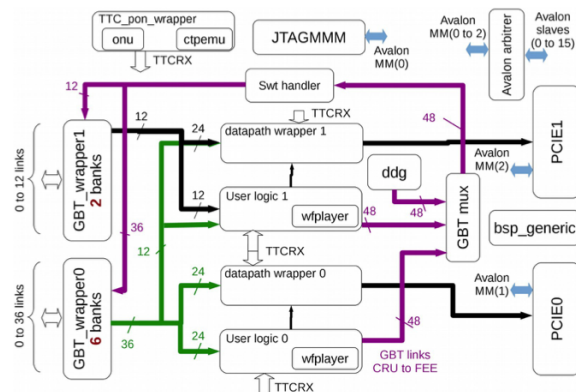 TTC_pon_wrapper
onu
ctpemu
TTCRX
JTAGMMM
Avalon
MM(0)
Avalon
MM(0 to 2)
Avalon arbitrer
Avalon
slaves
(0 to 15)
12
Swt handler
TTCRX
48
12
24
datapath wrapper 1
PCIE1
0 to 12 links
GBT_wrapper1
2 banks
ddg
Avalon
MM(2)
12
User logic 1
wfplayer
48
48
GBT mux
bsp_generic
36
12
TTCRX
24
datapath wrapper 0
Avalon
MM(1)
PCIE0
0 to 36 links
GBT_wrapper0
6 banks
36
24
User logic 0
wfplayer
48
GBT links
CRU to FEE
TTCRX